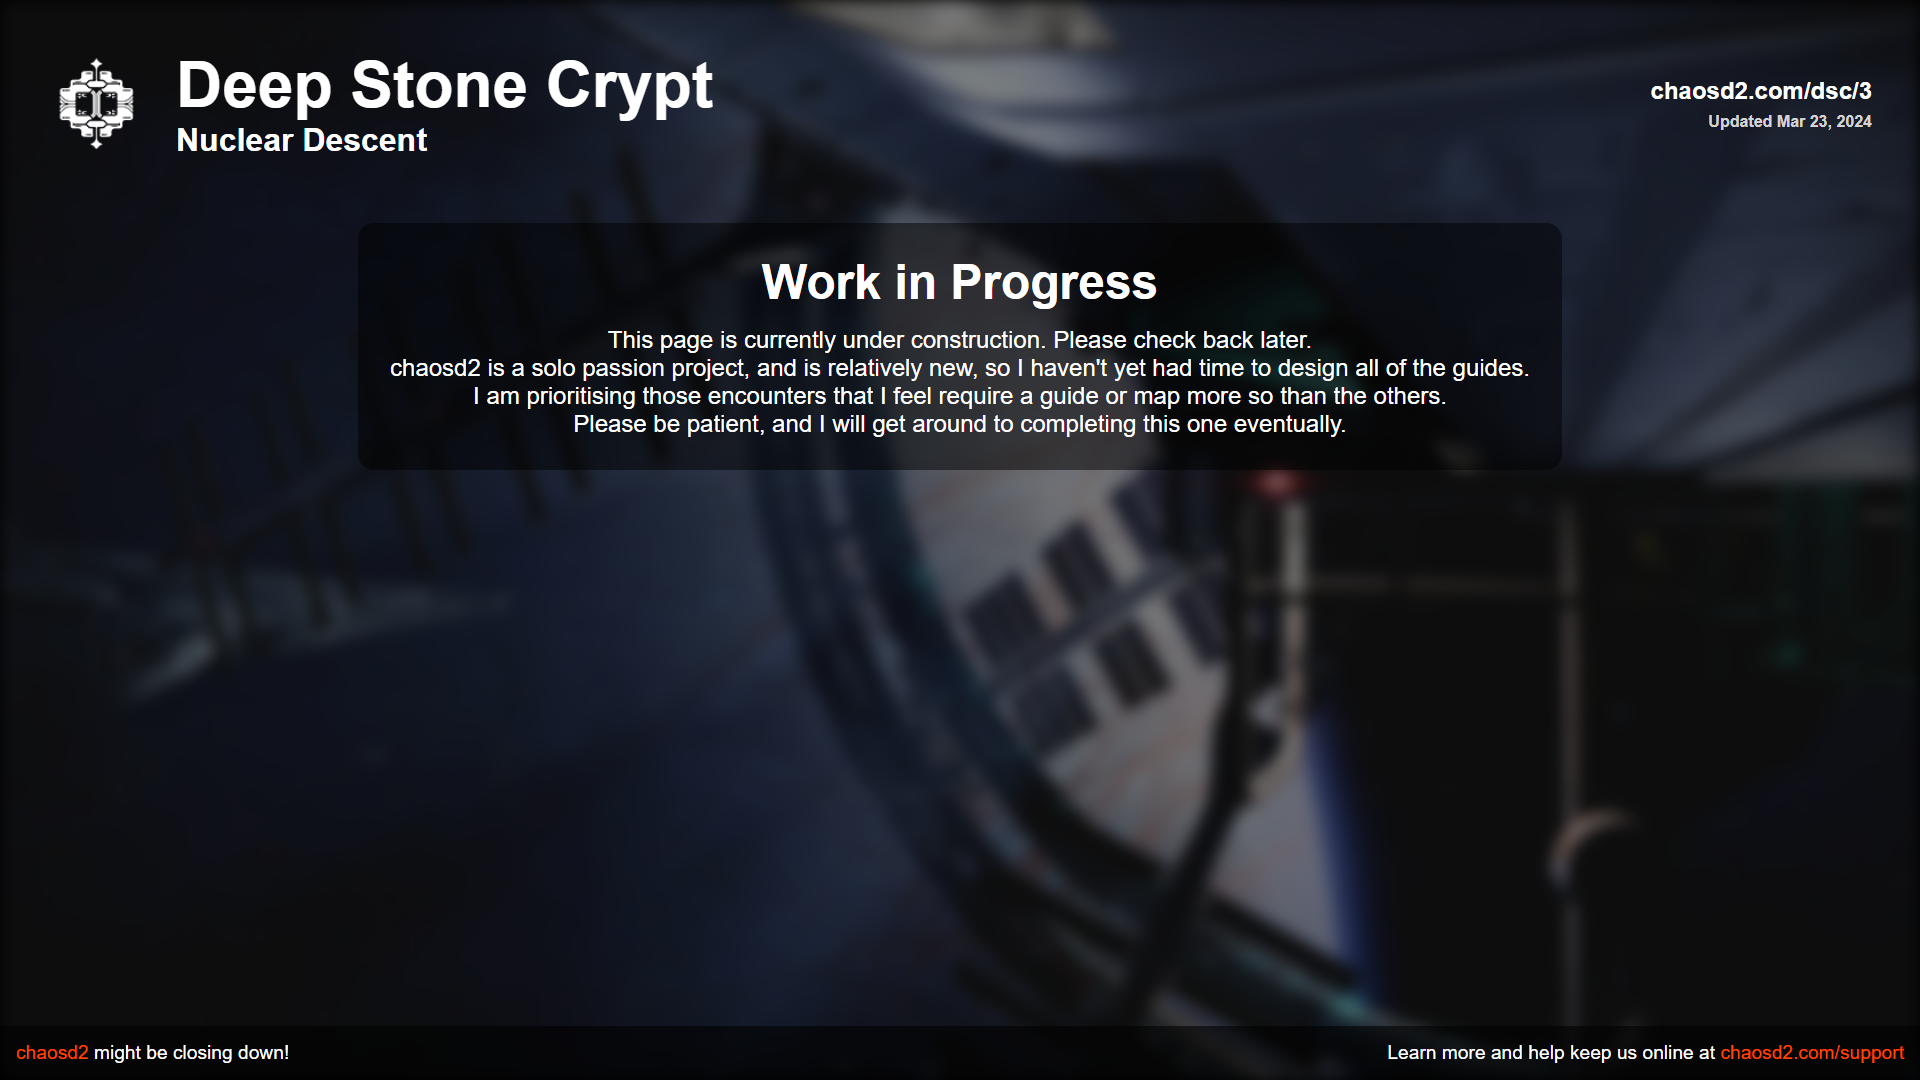 Deep Stone Crypt
Nuclear Descent
chaosd2.com/dsc/3
Updated Mar 23, 2024
Work in Progress
This page is currently under construction. Please check back later.
chaosd2 is a solo passion project, and is relatively new, so I haven't yet had time to design all of the guides.
I am prioritising those encounters that I feel require a guide or map more so than the others.
Please be patient, and I will get around to completing this one eventually.
chaosd2 might be closing down!
Learn more and help keep us online at chaosd2.com/support